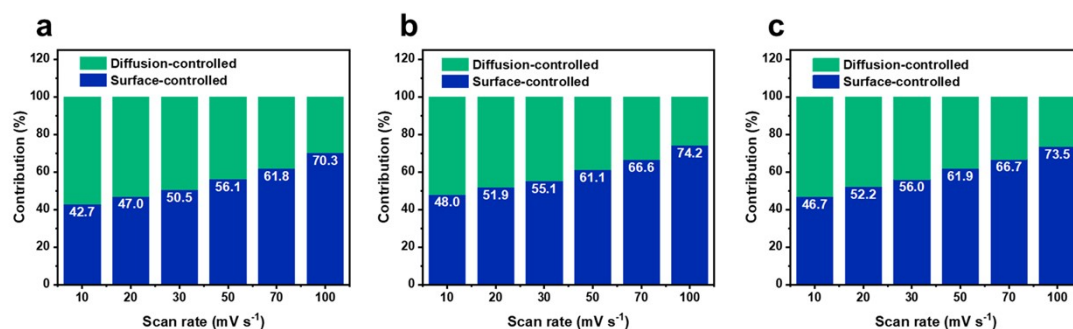 a
120
100
80
60
40
20
0
Contribution (%)
Diffusion-controlled
Surface-controlled
42.7
47.0
50.5
56.1
61.8
70.3
10 20 30 50 70 100
Scan rate (mV s⁻¹)
b
120
100
80
60
40
20
0
Contribution (%)
Diffusion-controlled
Surface-controlled
48.0
51.9
55.1
61.1
66.6
74.2
10 20 30 50 70 100
Scan rate (mV s⁻¹)
c
120
100
80
60
40
20
0
Contribution (%)
Diffusion-controlled
Surface-controlled
46.7
52.2
56.0
61.9
66.7
73.5
10 20 30 50 70 100
Scan rate (mV s⁻¹)